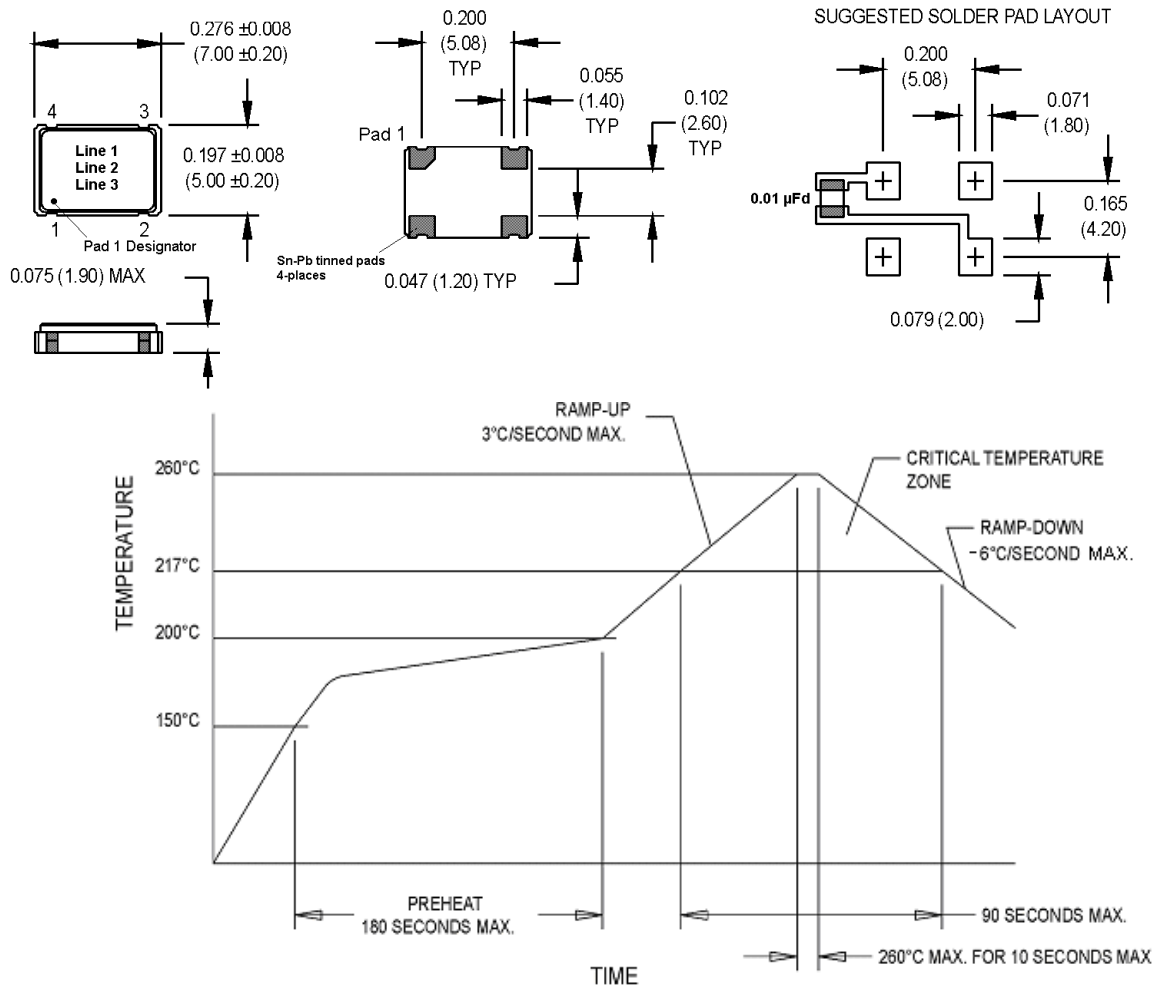 0.276 ±0.008
(7.00 ±0.20)
4
3
Line 1
Line 2
Line 3
0.197 ±0.008
(5.00 ±0.20)
1
2
Pad 1 Designator
0.075 (1.90) MAX
0.200
(5.08)
TYP
0.055
(1.40)
TYP
0.102
(2.60)
TYP
Pad 1
Sn-Pb tinned pads
4-places
0.047 (1.20) TYP
SUGGESTED SOLDER PAD LAYOUT
0.200
(5.08)
0.071
(1.80)
0.01 µFd
0.165
(4.20)
0.079 (2.00)
RAMP-UP
3°C/SECOND MAX.
CRITICAL TEMPERATURE
ZONE
RAMP-DOWN
-6°C/SECOND MAX.
TEMPERATURE
260°C
217°C
200°C
150°C
PREHEAT
180 SECONDS MAX.
90 SECONDS MAX.
260°C MAX. FOR 10 SECONDS MAX
TIME